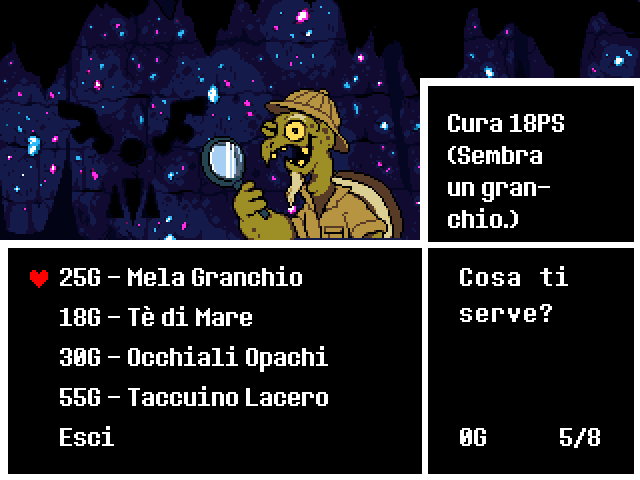 Cura 18PS
(Sembra
un gran-
chio.)
25G - Mela Granchio
18G - Tè di Mare
30G - Occhiali Opachi
55G - Taccuino Lacero
Esci
Cosa ti
serve?
0G 5/8